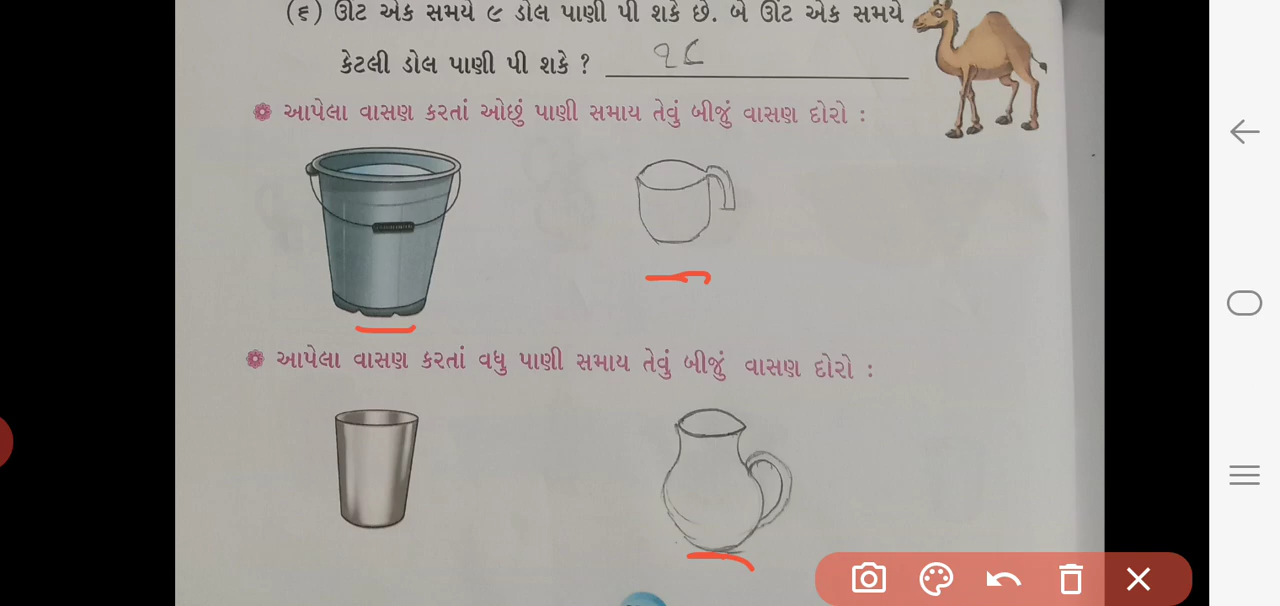 (૬) ઊંટ એક સમયે ૯ ડોલ પાણી પી શકે છે. બે ઊંટ એક સમયે
કેટલી ડોલ પાણી પી શકે ? ૧૮
આપેલા વાસણ કરતાં ઓછું પાણી સમાય તેવું બીજું વાસણ દોરો :
આપેલા વાસણ કરતાં વધુ પાણી સમાય તેવું બીજું વાસણ દોરો :